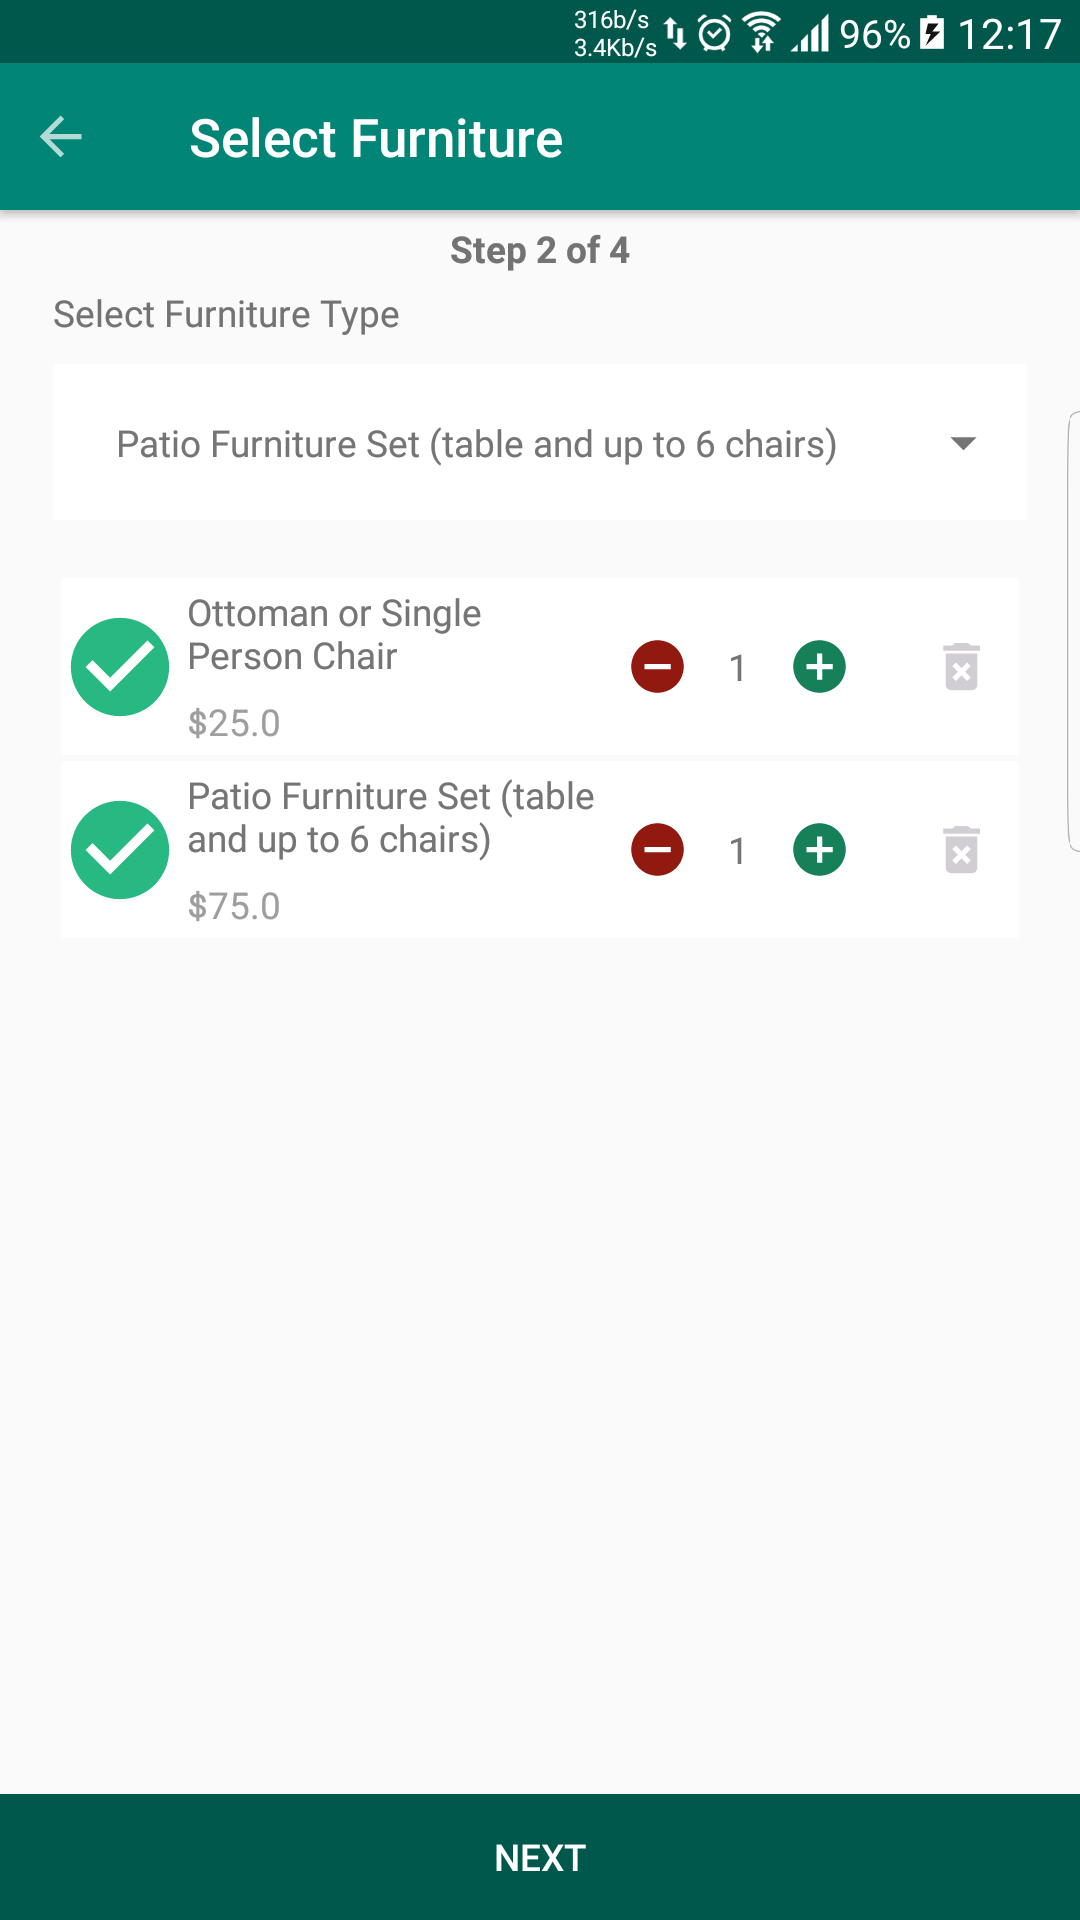 316b/s
3.4Kb/s
96%
12:17
Select Furniture
Step 2 of 4
Select Furniture Type
Patio Furniture Set (table and up to 6 chairs)
Ottoman or Single
Person Chair
1
$25.0
Patio Furniture Set (table
and up to 6 chairs)
1
$75.0
NEXT